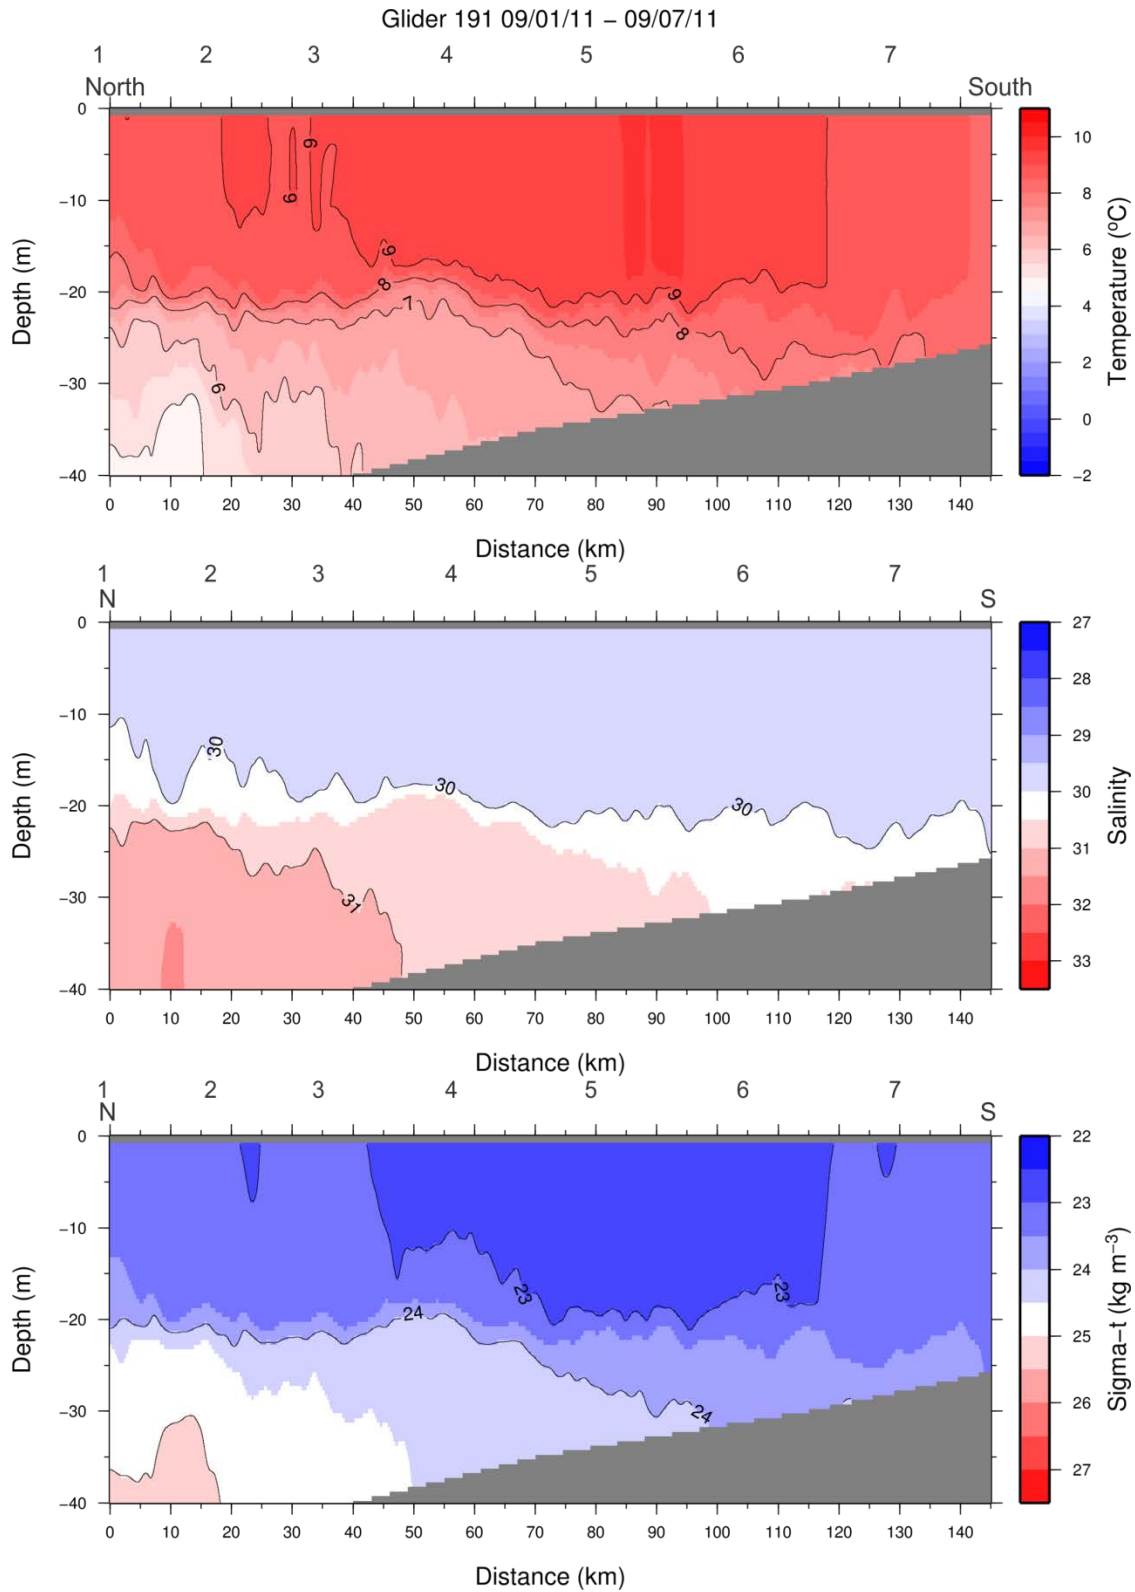 Glider 191 09/01/11 − 09/07/11
1 2 3 4 5 6 7
North South
0
−10
−20
−30
−40
Depth (m)
9 9 9 9 8 7 8 6
0 10 20 30 40 50 60 70 80 90 100 110 120 130 140
Distance (km)
10
8
6
4
2
0
−2
Temperature (ºC)
1 2 3 4 5 6 7
N S
0
−10
−20
−30
−40
Depth (m)
30 30 30 31
0 10 20 30 40 50 60 70 80 90 100 110 120 130 140
Distance (km)
27
28
29
30
31
32
33
Salinity
1 2 3 4 5 6 7
N S
0
−10
−20
−30
−40
Depth (m)
23 23 24 24
0 10 20 30 40 50 60 70 80 90 100 110 120 130 140
Distance (km)
22
23
24
25
26
27
Sigma−t (kg m⁻³)